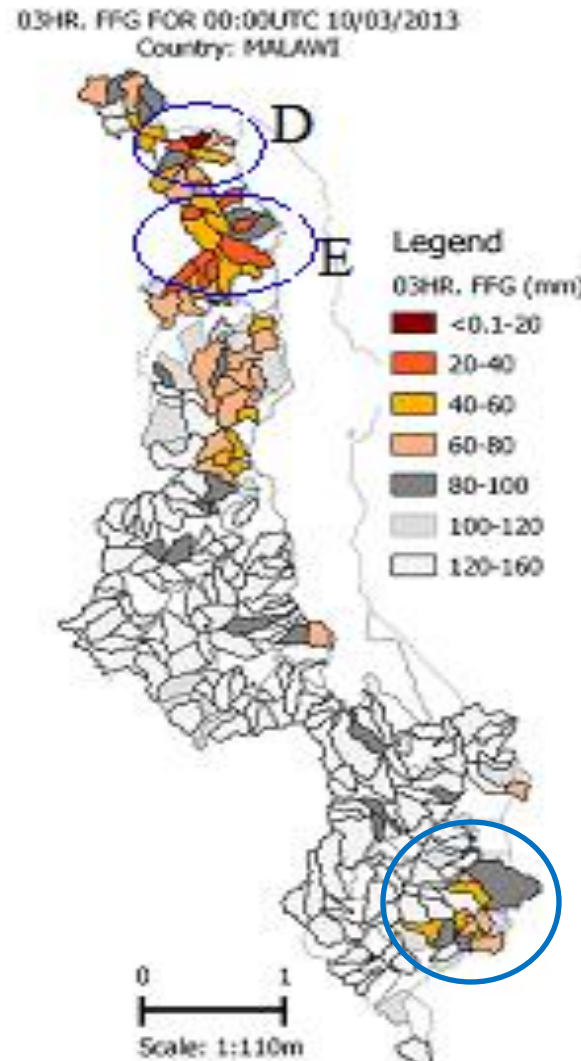 03HR. FFG FOR 00:00UTC 10/03/2013
Country: MALAWI
D
E
Legend
03HR. FFG (mm)
<0.1-20
20-40
40-60
60-80
80-100
100-120
120-160
0 1
Scale: 1:110m